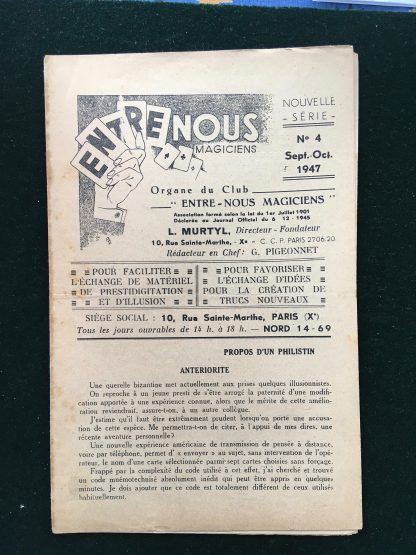 ENTRE NOUS
MAGICIENS
NOUVELLE
- SÉRIE -
N° 4
Sept.-Oct.
1947
Organe du Club
" ENTRE - NOUS MAGICIENS "
Association formé selon la loi du 1er Juillet 1901
Déclarée au Journal Officiel du 6 12 - 1945
L. MURTYL, Directeur - Fondateur
10, Rue Sainte-Marthe, - Xe - C. C. P. PARIS 2706.20
Rédacteur en Chef: G. PIGEONNET
POUR FACILITER
L'ÉCHANGE DE MATÉRIEL
DE PRESTIDIGITATION
ET D'ILLUSION
POUR FAVORISER
L'ÉCHANGE D'IDÉES
POUR LA CRÉATION DE
TRUCS NOUVEAUX
SIÈGE SOCIAL : 10, Rue Sainte-Marthe, PARIS (Xe)
Tous les jours ouvrables de 14 h. à 18 h. — NORD 14 - 69
PROPOS D'UN PHILISTIN
ANTERIORITE
Une querelle bizantine met actuellement aux prises quelques illusionnistes.
On reproche à un jeune presti de s'être arrogé la paternité d'une modification
apportée à une expérience connue, alors que le mérite de cette amélioration
reviendrait, assure-t-on, à un autre collègue.
J'estime qu'il faut être extrêmement prudent lorsqu'on porte une accusation
de cette espèce. Me permettra-t-on de citer, à l'appui de mes dires, une
récente aventure personnelle?
Une nouvelle expérience américaine de transmission de pensée à distance,
voire par téléphone, permet d' « envoyer » au sujet, sans intervention de l'opérateur,
le nom d'une carte sélectionnée parmi sept cartes choisies sans forçage.
Frappé par la complexité du code utilisé à cet effet, j'ai cherché et trouvé
un code mnémotechnique absolument inédit qui peut être appris en quelques
minutes. Je dois ajouter que ce code est totalement différent de ceux utilisés
habituellement.